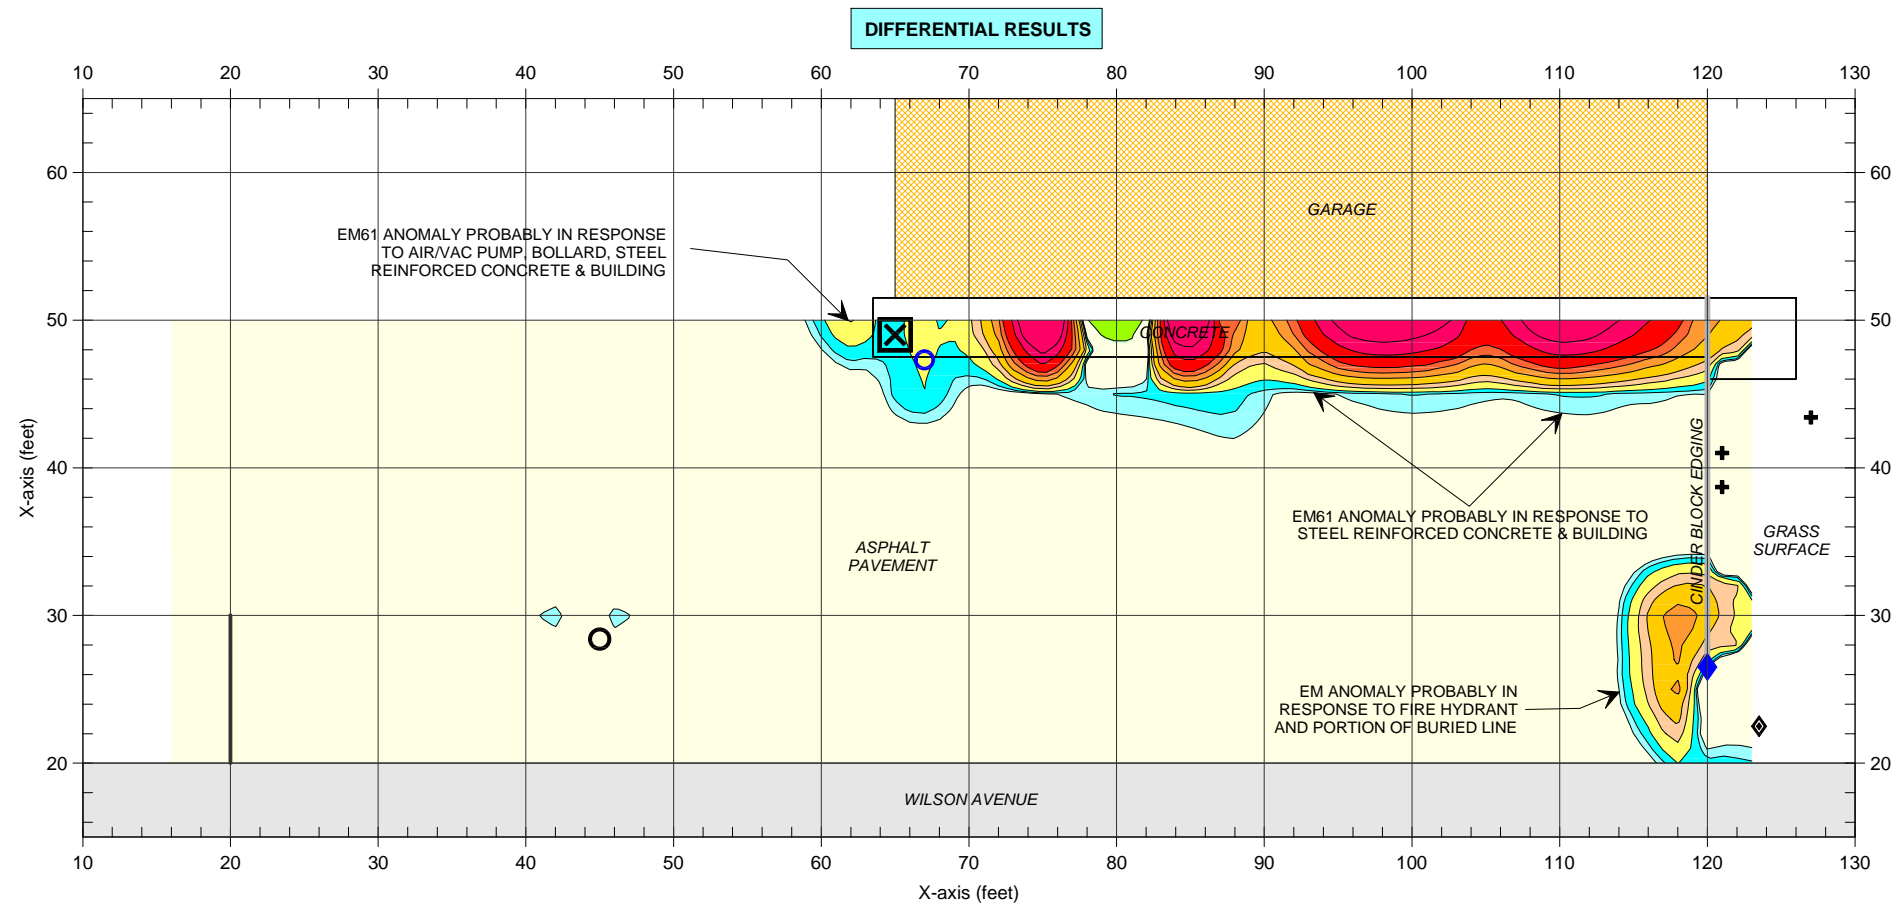 DIFFERENTIAL RESULTS
10 20 30 40 50 60 70 80 90 100 110 120 130
60 60
GARAGE
EM61 ANOMALY PROBABLY IN RESPONSE
TO AIR/VAC PUMP, BOLLARD, STEEL
REINFORCED CONCRETE & BUILDING
50 50
CONCRETE
40 40
X-axis (feet)
CINDER BLOCK EDGING
EM61 ANOMALY PROBABLY IN RESPONSE TO
STEEL REINFORCED CONCRETE & BUILDING
GRASS
SURFACE
ASPHALT
PAVEMENT
30 30
EM ANOMALY PROBABLY IN
RESPONSE TO FIRE HYDRANT
AND PORTION OF BURIED LINE
20 20
WILSON AVENUE
10 20 30 40 50 60 70 80 90 100 110 120 130
X-axis (feet)